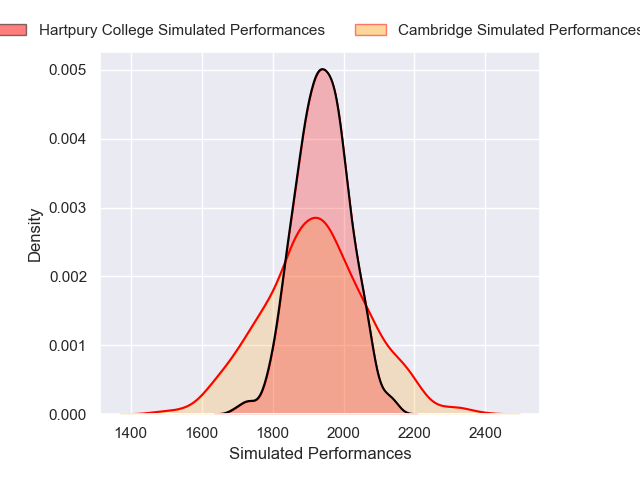 Hartpury College Simulated Performances Cambridge Simulated Performances
0.005
0.004
0.003
0.002
0.001
0.000
Density
1400 1600 1800 2000 2200 2400
Simulated Performances